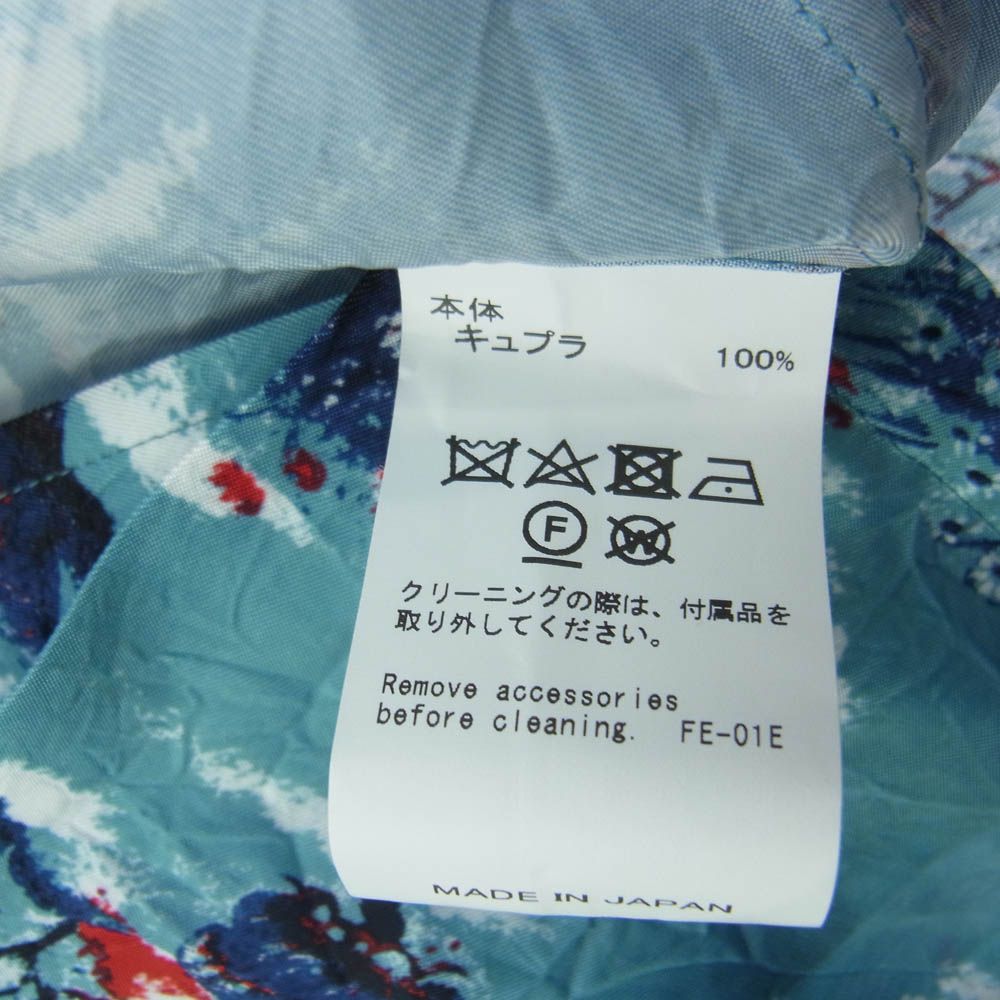 本体
キュプラ 100%
F W
クリーニングの際は、付属品を
取り外してください。
Remove accessories
before cleaning. FE-01E
MADE IN JAPAN